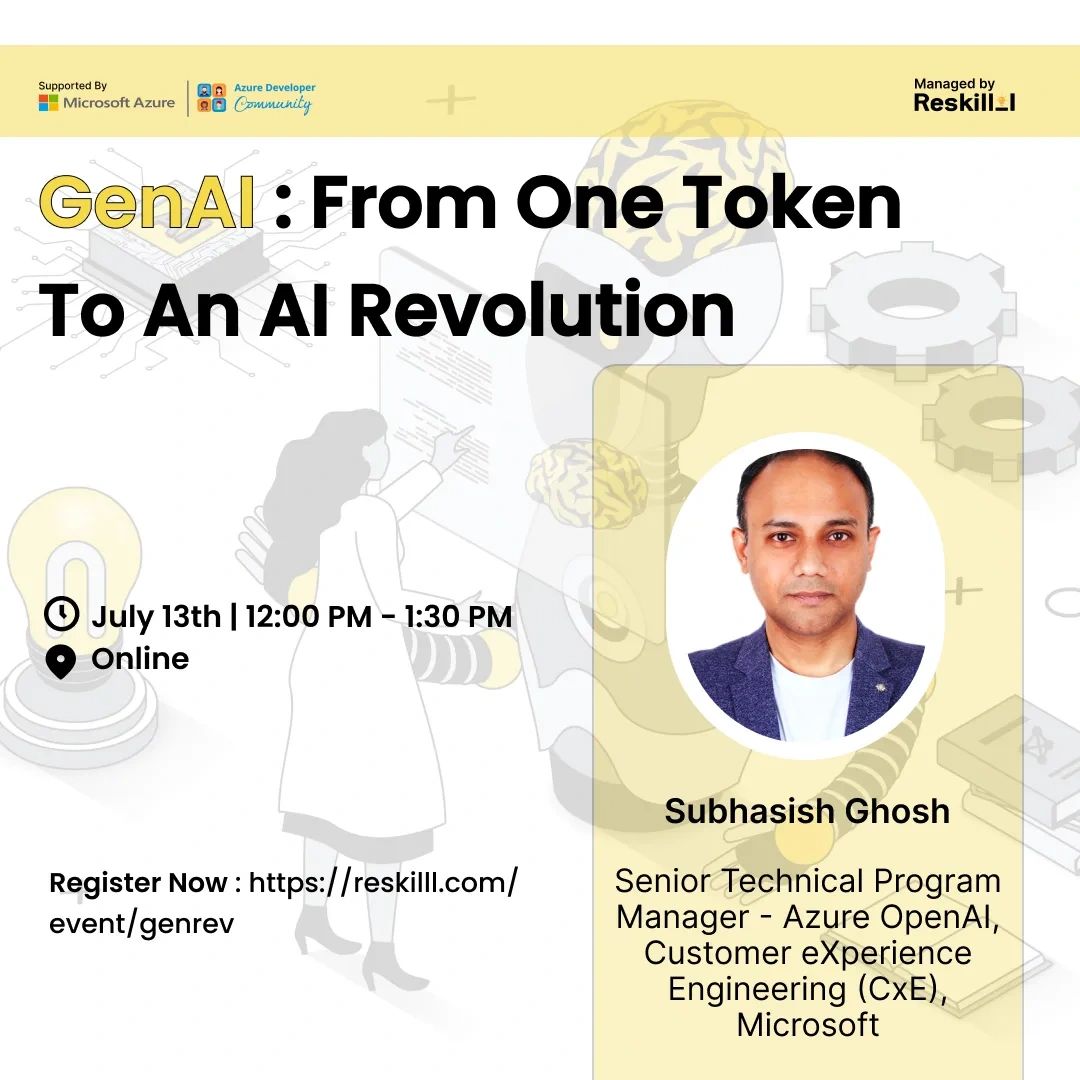 Supported By
Microsoft Azure
Azure Developer
Community
Managed by
Reskilll
GenAI : From One Token
To An AI Revolution
July 13th | 12:00 PM – 1:30 PM
Online
Register Now : https://reskilll.com/
event/genrev
Subhasish Ghosh
Senior Technical Program
Manager - Azure OpenAI,
Customer eXperience
Engineering (CxE),
Microsoft